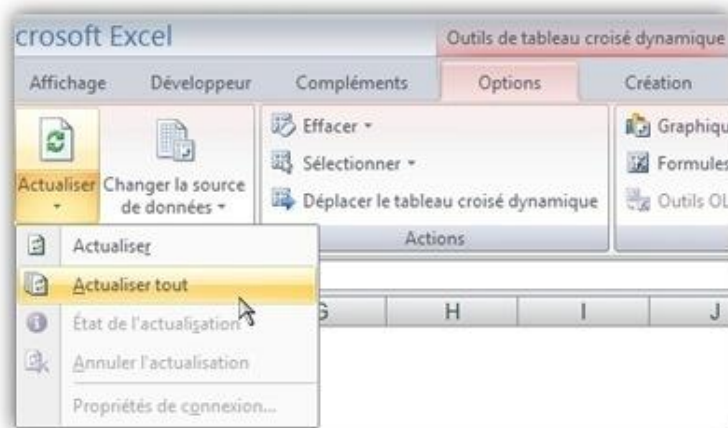 crosoft Excel
Outils de tableau croisé dynamique
Affichage Développeur Compléments Options Création
Actualiser
Changer la source de données
Effacer
Sélectionner
Déplacer le tableau croisé dynamique
Actions
Graphiqu
Formules
Outils OL
Actualiser
Actualiser tout
État de l'actualisation
Annuler l'actualisation
Propriétés de connexion...
G H I J